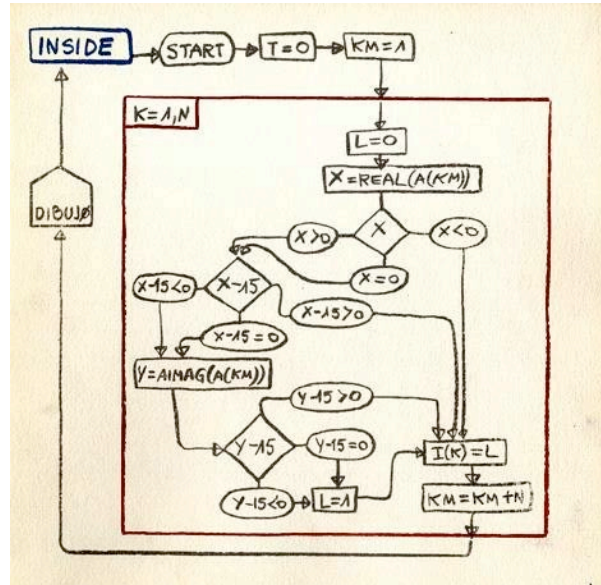 INSIDE
START
T=0
KM=1
K=1,N
L=0
X=REAL(A(KM))
X>0
X
X<0
X=0
X-15<0
X-15
X-15>0
X-15=0
Y=AIMAG(A(KM))
Y-15>0
Y-15
Y-15=0
I(K)=L
Y-15<0
L=1
KM=KM+N
DIBUJØ